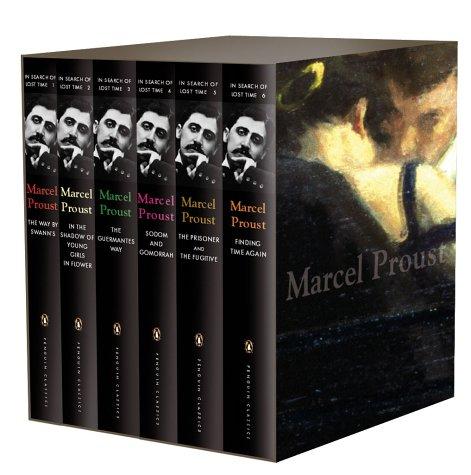 IN SEARCH OF
LOST TIME 1
Marcel
Proust
THE WAY BY
SWANN'S
PENGUIN CLASSICS
IN SEARCH OF
LOST TIME 2
Marcel
Proust
IN THE
SHADOW OF
YOUNG
GIRLS
IN FLOWER
PENGUIN CLASSICS
IN SEARCH OF
LOST TIME 3
Marcel
Proust
THE
GUERMANTES
WAY
PENGUIN CLASSICS
IN SEARCH OF
LOST TIME 4
Marcel
Proust
SODOM
AND
GOMORRAH
PENGUIN CLASSICS
IN SEARCH OF
LOST TIME 5
Marcel
Proust
THE PRISONER
AND
THE FUGITIVE
PENGUIN CLASSICS
IN SEARCH OF
LOST TIME 6
Marcel
Proust
FINDING
TIME AGAIN
PENGUIN CLASSICS
Marcel Proust